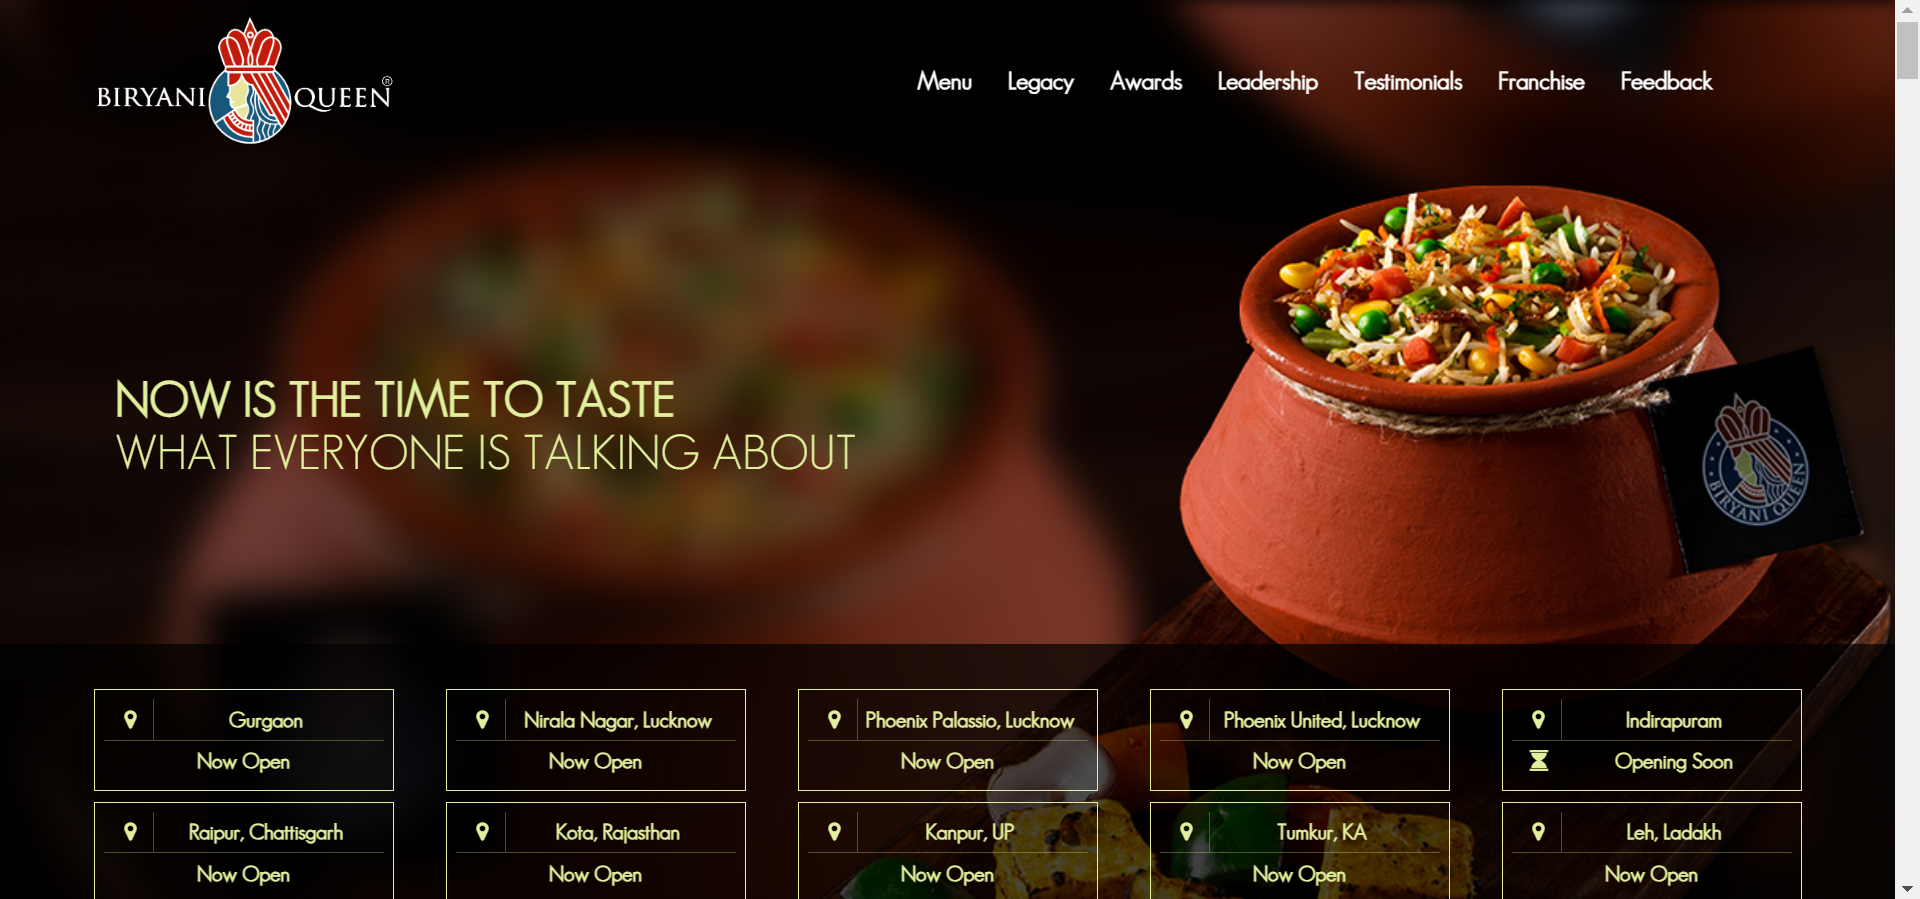 BIRYANI QUEEN ®
Menu Legacy Awards Leadership Testimonials Franchise Feedback
NOW IS THE TIME TO TASTE
WHAT EVERYONE IS TALKING ABOUT
BIRYANI QUEEN
Gurgaon
Now Open
Nirala Nagar, Lucknow
Now Open
Phoenix Palassio, Lucknow
Now Open
Phoenix United, Lucknow
Now Open
Indirapuram
Opening Soon
Raipur, Chattisgarh
Now Open
Kota, Rajasthan
Now Open
Kanpur, UP
Now Open
Tumkur, KA
Now Open
Leh, Ladakh
Now Open